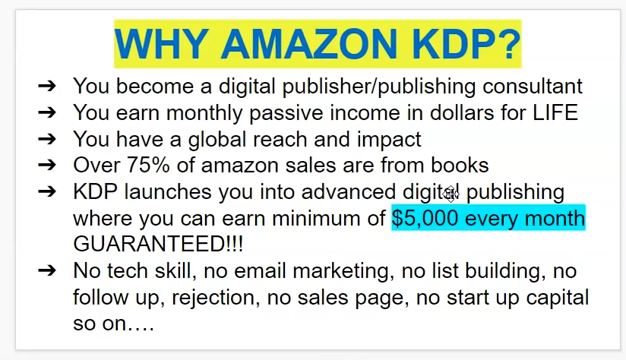 WHY AMAZON KDP?
➔ You become a digital publisher/publishing consultant
➔ You earn monthly passive income in dollars for LIFE
➔ You have a global reach and impact
➔ Over 75% of amazon sales are from books
➔ KDP launches you into advanced digital publishing
where you can earn minimum of $5,000 every month
GUARANTEED!!!
➔ No tech skill, no email marketing, no list building, no
follow up, rejection, no sales page, no start up capital
so on….